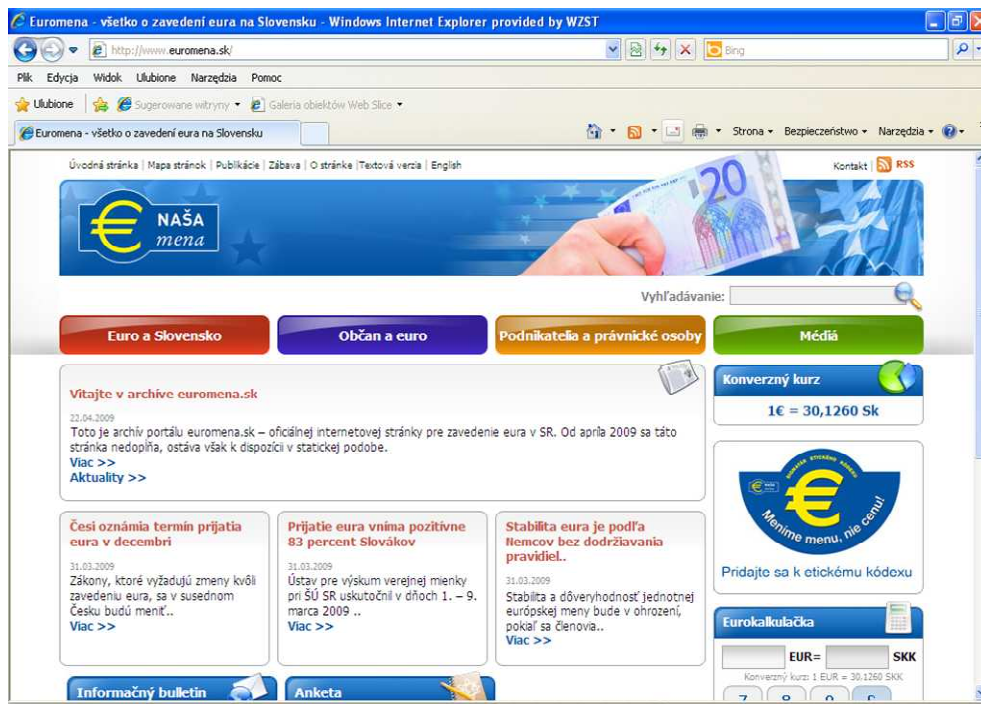 Euromena - všetko o zavedení eura na Slovensku - Windows Internet Explorer provided by WZST
http://www.euromena.sk/
Bing
Plik Edycja Widok Ulubione Narzędzia Pomoc
Ulubione Sugerowane witryny Galeria obiektów Web Slice
Euromena - všetko o zavedení eura na Slovensku
Strona Bezpieczeństwo Narzędzia
Úvodná stránka | Mapa stránok | Publikácie | Zábava | O stránke |Textová verzia | English
Kontakt | RSS
€ NAŠA
mena
20
Vyhľadávanie:
Euro a Slovensko
Občan a euro
Podnikatelia a právnické osoby
Médiá
Vitajte v archíve euromena.sk
22.04.2009
Toto je archív portálu euromena.sk – oficiálnej internetovej stránky pre zavedenie eura v SR. Od apríla 2009 sa táto
stránka nedopĺňa, ostáva však k dispozícii v statickej podobe.
Viac >>
Aktuality >>
Konverzný kurz
1€ = 30,1260 Sk
SIGNATÁR ETICKÉHO KÓDEXU
€
Meníme menu, nie cenu!
Pridajte sa k etickému kódexu
Česi oznámia termín prijatia
eura v decembri
31.03.2009
Zákony, ktoré vyžadujú zmeny kvôli
zavedeniu eura, sa v susednom
Česku budú meniť..
Viac >>
Prijatie eura vníma pozitívne
83 percent Slovákov
31.03.2009
Ústav pre výskum verejnej mienky
pri ŠÚ SR uskutočnil v dňoch 1. – 9.
marca 2009 ..
Viac >>
Stabilita eura je podľa
Nemcov bez dodržiavania
pravidiel..
31.03.2009
Stabilita a dôveryhodnosť jednotnej
európskej meny bude v ohrození,
pokiaľ sa členovia..
Viac >>
Eurokalkulačka
EUR= SKK
Konverzný kurz: 1 EUR = 30.1260 SKK
7 8 9
Informačný bulletin
Anketa